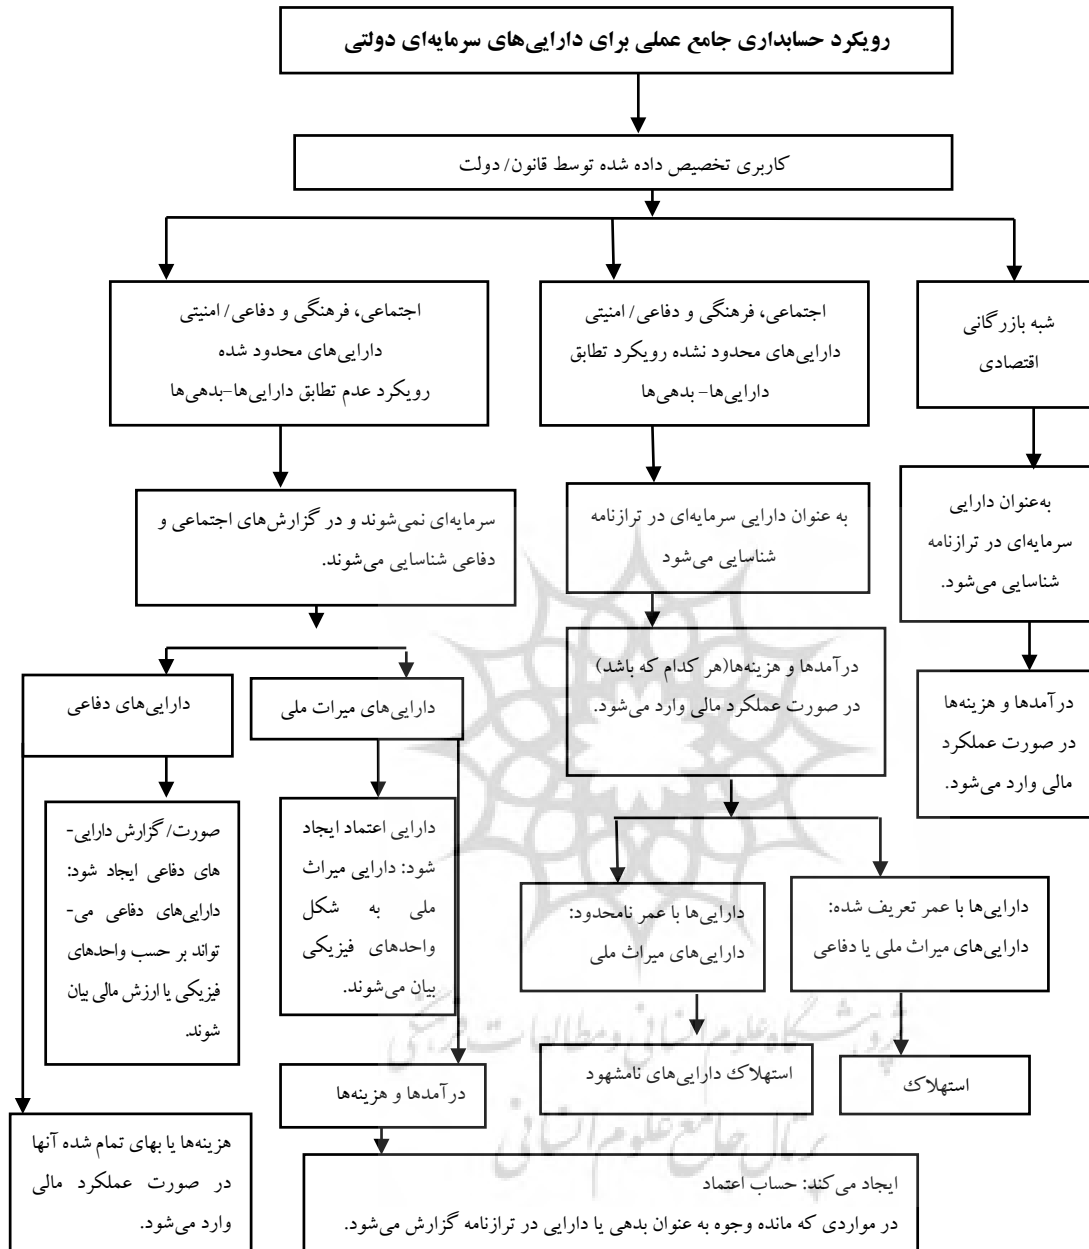 رویکرد حسابداری جامع عملی برای دارایی‌های سرمایه‌ای دولتی
کاربری تخصیص داده شده توسط قانون/ دولت
شبه بازرگانی
اقتصادی
اجتماعی، فرهنگی و دفاعی/ امنیتی
دارایی‌های محدود نشده رویکرد تطابق
دارایی‌ها- بدهی‌ها
اجتماعی، فرهنگی و دفاعی/ امنیتی
دارایی‌های محدود شده
رویکرد عدم تطابق دارایی‌ها-بدهی‌ها
به‌عنوان دارایی
سرمایه‌ای در ترازنامه
شناسایی می‌شود.
به عنوان دارایی سرمایه‌ای در ترازنامه
شناسایی می‌شود
سرمایه‌ای نمی‌شوند و در گزارش‌های اجتماعی و
دفاعی شناسایی می‌شوند.
درآمدها و هزینه‌ها
در صورت عملکرد
مالی وارد می‌شود.
درآمدها و هزینه‌ها(هر کدام که باشد)
در صورت عملکرد مالی وارد می‌شود.
دارایی‌های میرات ملی
دارایی‌های دفاعی
دارایی اعتماد ایجاد
شود: دارایی میراث
ملی به شکل
واحدهای فیزیکی
بیان می‌شوند.
صورت/ گزارش دارایی-
های دفاعی ایجاد شود:
دارایی‌های دفاعی می-
تواند بر حسب واحدهای
فیزیکی یا ارزش مالی بیان
شوند.
دارایی‌ها با عمر تعریف شده:
دارایی‌های میراث ملی یا دفاعی
دارایی‌ها با عمر نامحدود:
دارایی‌های میراث ملی
استهلاک
استهلاک دارایی‌های نامشهود
درآمدها و هزینه‌ها
هزینه‌ها یا بهای تمام شده آنها
در صورت عملکرد مالی
وارد می‌شود.
ایجاد می‌کند: حساب اعتماد
در مواردی که مانده وجوه به عنوان بدهی یا دارایی در ترازنامه گزارش می‌شود.
پژوهشگاه علوم انسانی و مطالعات فرهنگی
پرتال جامع علوم انسانی